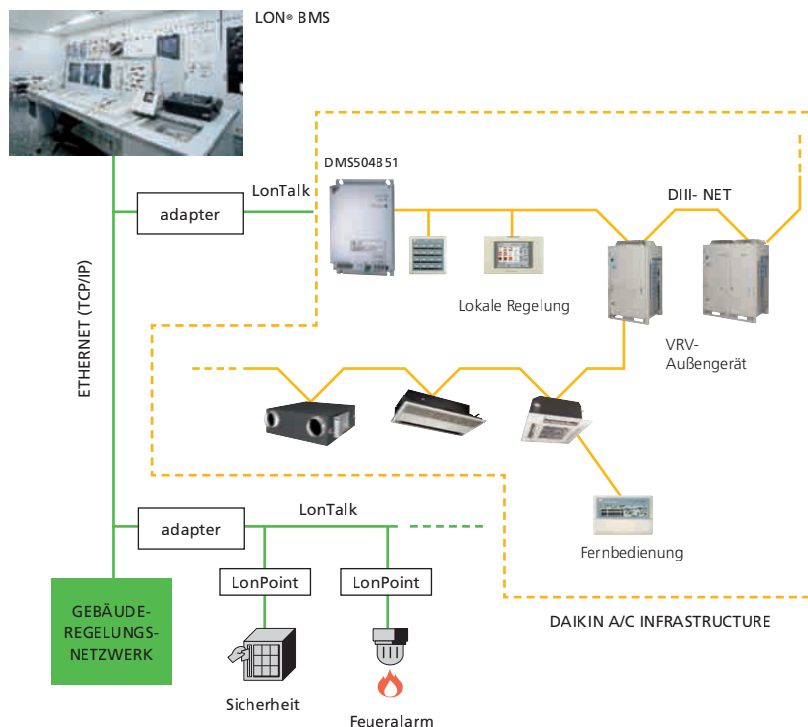 LON® BMS
DMS504B51
LonTalk
adapter
DIII- NET
ETHERNET (TCP/IP)
Lokale Regelung
VRV-
Außengerät
LonTalk
adapter
Fernbedienung
LonPoint
LonPoint
GEBÄUDE-
REGELUNGS-
NETZWERK
DAIKIN A/C INFRASTRUCTURE
Sicherheit
Feueralarm